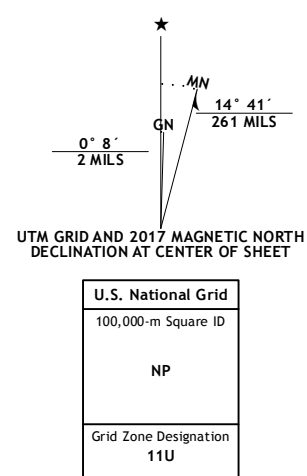 ★
MN
GN
14° 41´
261 MILS
0° 8´
2 MILS
UTM GRID AND 2017 MAGNETIC NORTH
DECLINATION AT CENTER OF SHEET
U.S. National Grid
100,000-m Square ID
NP
Grid Zone Designation
11U